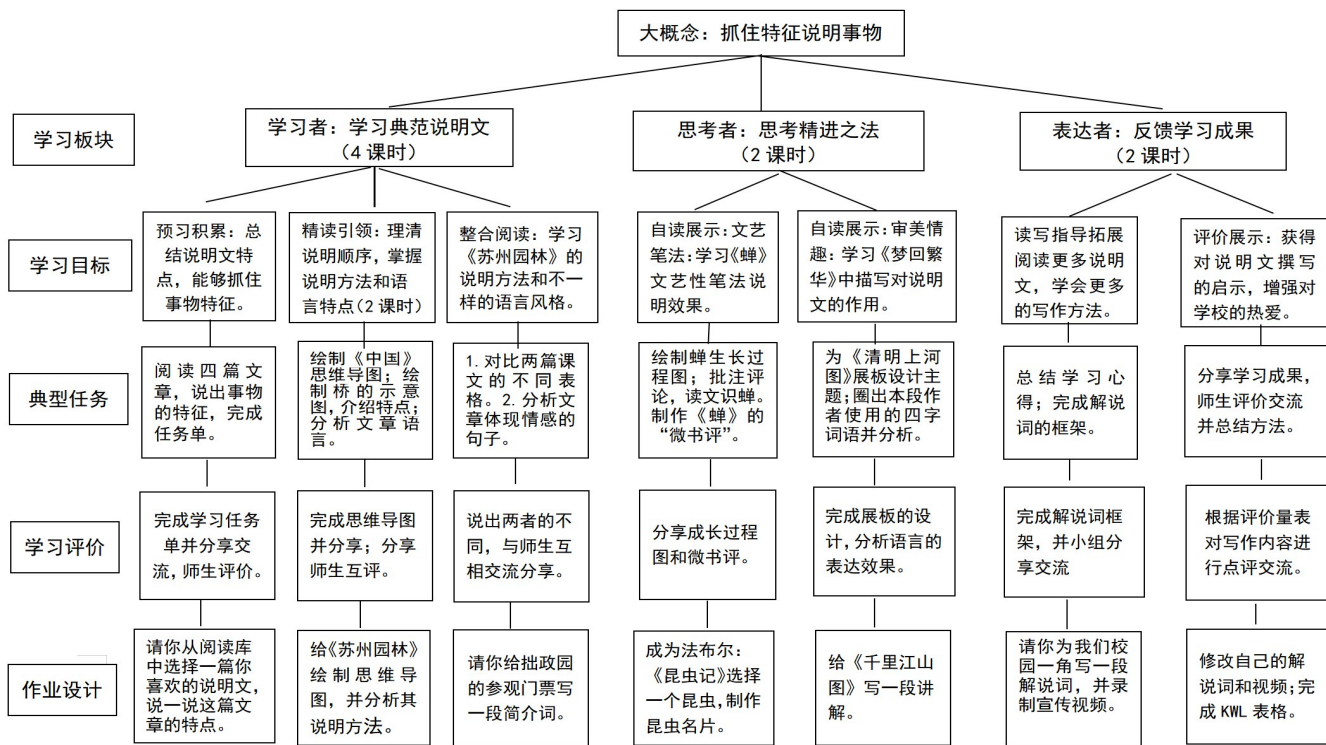 大概念：抓住特征说明事物
学习板块
学习者：学习典范说明文
（4 课时）
思考者：思考精进之法
（2 课时）
表达者：反馈学习成果
（2 课时）
学习目标
预习积累：总
结说明文特
点，能够抓住
事物特征。
精读引领：理清
说明顺序，掌握
说明方法和语
言特点(2 课时)
整合阅读：学习
《苏州园林》的
说明方法和不一
样的语言风格。
自读展示：文艺
笔法：学习《蝉》
文艺性笔法说
明效果。
自读展示：审美情
趣：学习《梦回繁
华》中描写对说明
文的作用。
读写指导拓展
阅读更多说明
文，学会更多
的写作方法。
评价展示：获得
对说明文撰写
的启示，增强对
学校的热爱。
典型任务
阅读四篇文
章，说出事物
的特征，完成
任务单。
绘制《中国》
思维导图；绘
制桥的示意
图，介绍特点；
分析文章语
言。
1.对比两篇课
文的不同表
格。2.分析文
章体现情感的
句子。
绘制蝉生长过
程图；批注评
论，读文识蝉。
制作《蝉》的
“微书评”。
为《清明上河
图》展板设计主
题；圈出本段作
者使用的四字
词语并分析。
总结学习心
得；完成解说
词的框架。
分享学习成果，
师生评价交流
并总结方法。
学习评价
完成学习任务
单并分享交
流，师生评价。
完成思维导图
并分享；分享
师生互评。
说出两者的不
同，与师生互
相交流分享。
分享成长过程
图和微书评。
完成展板的设
计，分析语言的
表达效果。
完成解说词框
架，并小组分
享交流
根据评价量表
对写作内容进
行点评交流。
作业设计
请你从阅读库
中选择一篇你
喜欢的说明文，
说一说这篇文
章的特点。
给《苏州园林》
绘制思维导
图，并分析其
说明方法。
请你给拙政园
的参观门票写
一段简介词。
成为法布尔：
《昆虫记》选择
一个昆虫，制作
昆虫名片。
给《千里江山
图》写一段讲
解。
请你为我们校
园一角写一段
解说词，并录
制宣传视频。
修改自己的解
说词和视频；完
成 KWL 表格。